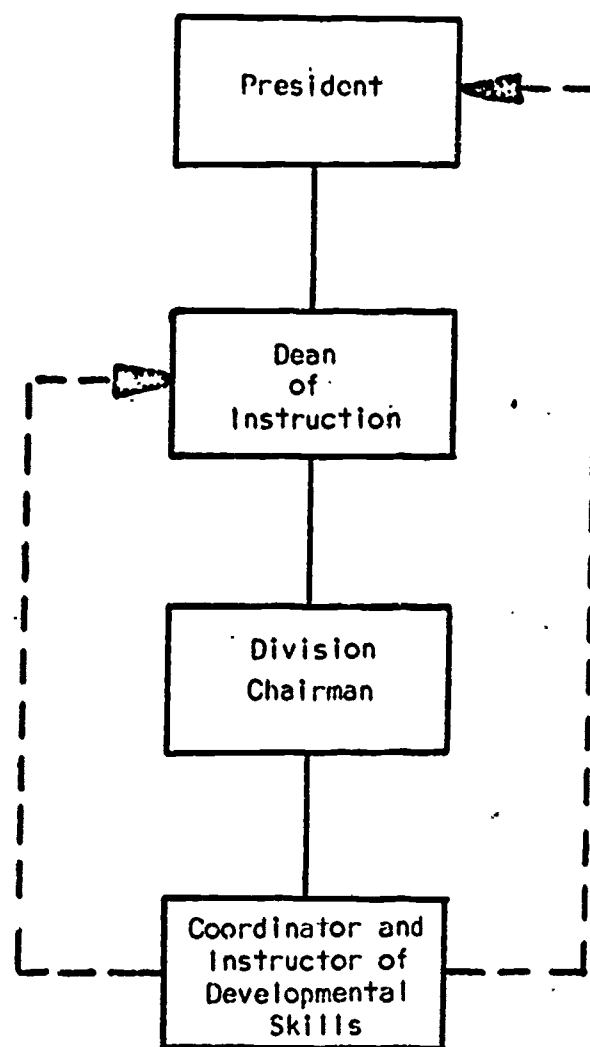 President
Dean
of
Instruction
Division
Chairman
Coordinator and
Instructor of
Developmental
Skills